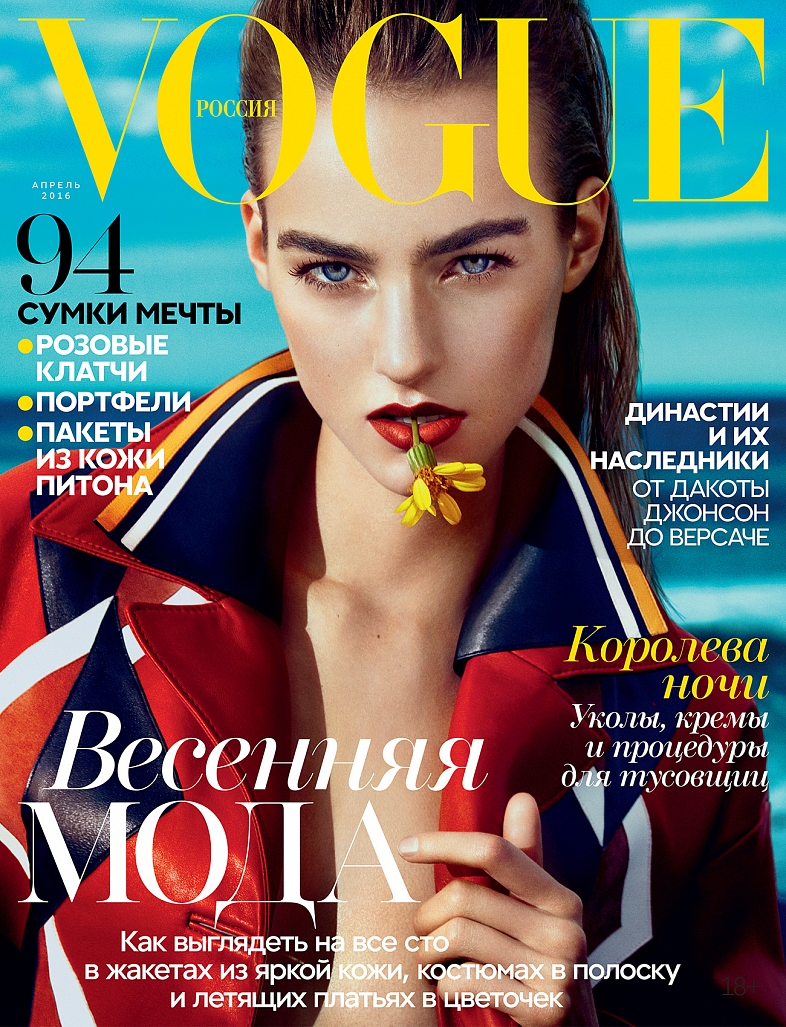 VOGUE
РОССИЯ
АПРЕЛЬ
2016
94
СУМКИ МЕЧТЫ
РОЗОВЫЕ
КЛАТЧИ
ПОРТФЕЛИ
ПАКЕТЫ
ИЗ КОЖИ
ПИТОНА
ДИНАСТИИ
И ИХ
НАСЛЕДНИКИ
ОТ ДАКОТЫ
ДЖОНСОН
ДО ВЕРСАЧЕ
Королева
ночи
Уколы, кремы
и процедуры
для тусовщиц
Весенняя
МОДА
Как выглядеть на все сто
в жакетах из яркой кожи, костюмах в полоску
и летящих платьях в цветочек
18+